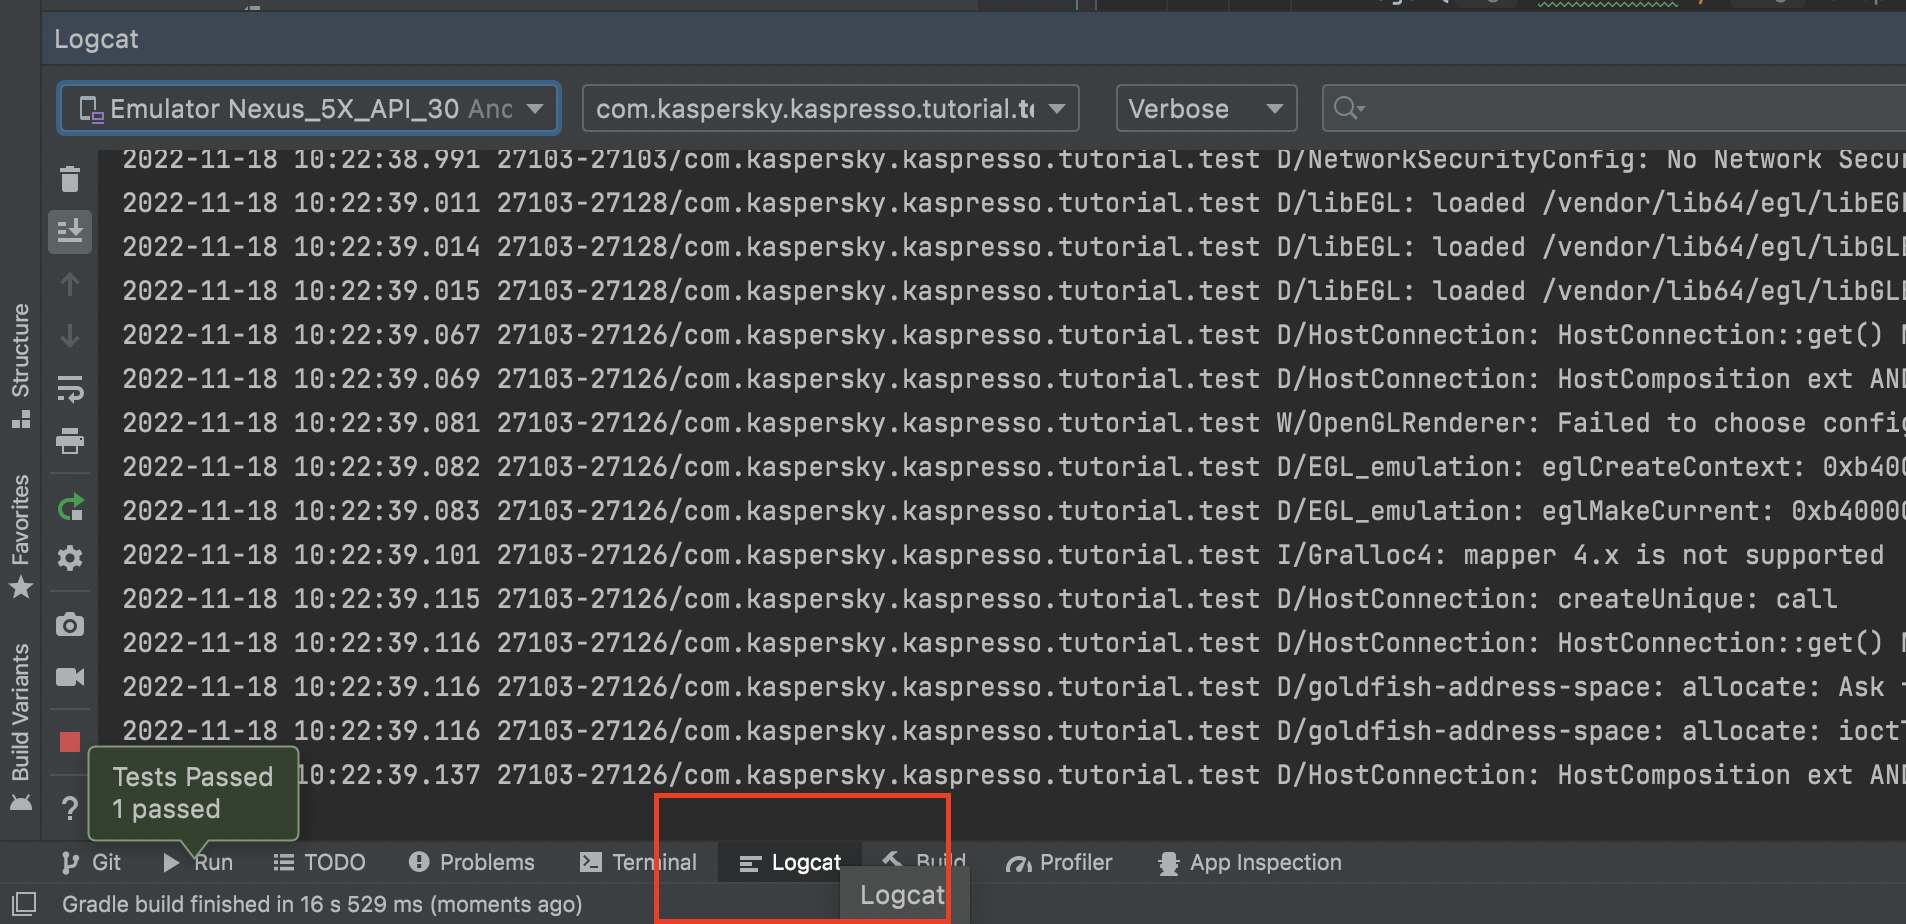 Logcat
Emulator Nexus_5X_API_30 And
com.kaspersky.kaspresso.tutorial.te
Verbose
2022-11-18 10:22:38.991 27103-27103/com.kaspersky.kaspresso.tutorial.test D/NetworkSecurityConfig: No Network Secur
2022-11-18 10:22:39.011 27103-27128/com.kaspersky.kaspresso.tutorial.test D/libEGL: loaded /vendor/lib64/egl/libEGL
2022-11-18 10:22:39.014 27103-27128/com.kaspersky.kaspresso.tutorial.test D/libEGL: loaded /vendor/lib64/egl/libGLE
2022-11-18 10:22:39.015 27103-27128/com.kaspersky.kaspresso.tutorial.test D/libEGL: loaded /vendor/lib64/egl/libGLE
2022-11-18 10:22:39.067 27103-27126/com.kaspersky.kaspresso.tutorial.test D/HostConnection: HostConnection::get()
2022-11-18 10:22:39.069 27103-27126/com.kaspersky.kaspresso.tutorial.test D/HostConnection: HostComposition ext AND
2022-11-18 10:22:39.081 27103-27126/com.kaspersky.kaspresso.tutorial.test W/OpenGLRenderer: Failed to choose config
2022-11-18 10:22:39.082 27103-27126/com.kaspersky.kaspresso.tutorial.test D/EGL_emulation: eglCreateContext: 0xb400
2022-11-18 10:22:39.083 27103-27126/com.kaspersky.kaspresso.tutorial.test D/EGL_emulation: eglMakeCurrent: 0xb40000
2022-11-18 10:22:39.101 27103-27126/com.kaspersky.kaspresso.tutorial.test I/Gralloc4: mapper 4.x is not supported
2022-11-18 10:22:39.115 27103-27126/com.kaspersky.kaspresso.tutorial.test D/HostConnection: createUnique: call
2022-11-18 10:22:39.116 27103-27126/com.kaspersky.kaspresso.tutorial.test D/HostConnection: HostConnection::get()
2022-11-18 10:22:39.116 27103-27126/com.kaspersky.kaspresso.tutorial.test D/goldfish-address-space: allocate: Ask
2022-11-18 10:22:39.116 27103-27126/com.kaspersky.kaspresso.tutorial.test D/goldfish-address-space: allocate: ioctl
10:22:39.137 27103-27126/com.kaspersky.kaspresso.tutorial.test D/HostConnection: HostComposition ext AND
Structure
Favorites
Build Variants
Tests Passed
1 passed
Git
Run
TODO
Problems
Terminal
Logcat
Build
Profiler
App Inspection
Logcat
Gradle build finished in 16 s 529 ms (moments ago)